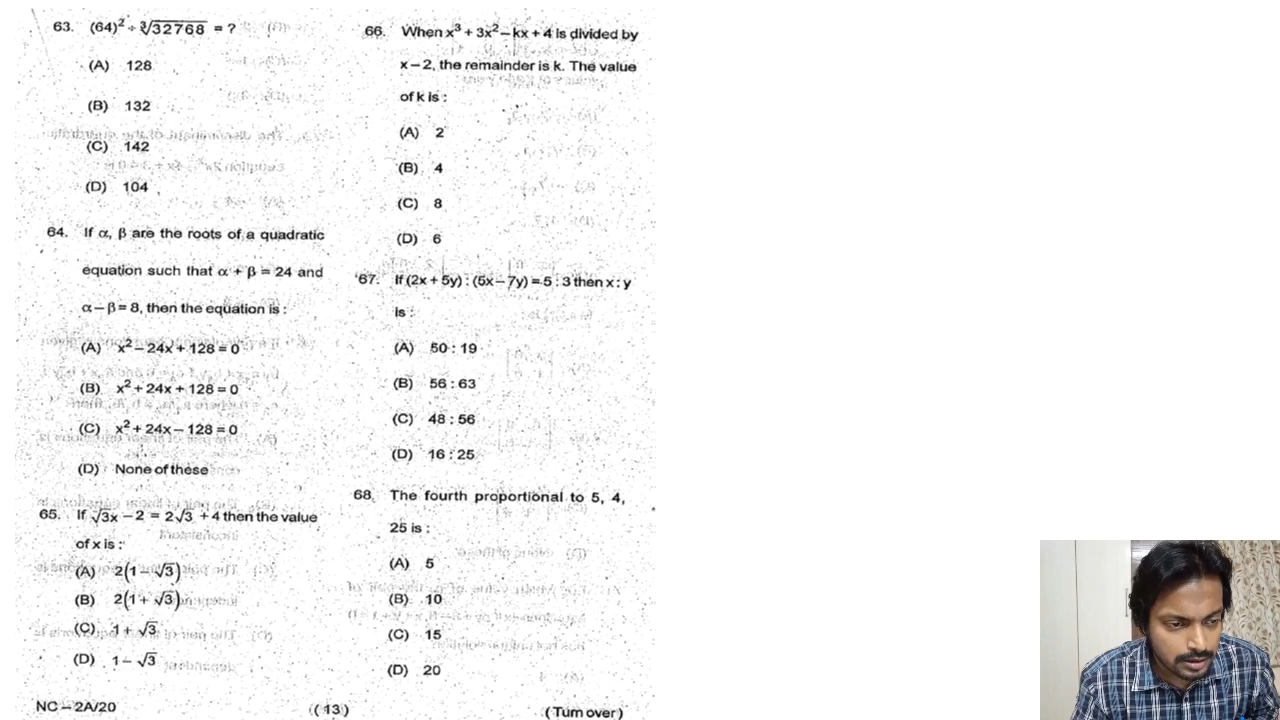 63. (64)² ÷ ∛32768 = ?
(A) 128
(B) 132
(C) 142
(D) 104
64. If α, β are the roots of a quadratic
equation such that α + β = 24 and
α – β = 8, then the equation is :
(A) x² – 24x + 128 = 0
(B) x² + 24x + 128 = 0
(C) x² + 24x – 128 = 0
(D) None of these
65. If √3x – 2 = 2√3 + 4 then the value
of x is :
(A) 2(1 – √3)
(B) 2(1 + √3)
(C) 1 + √3
(D) 1 – √3
NC – 2A/20
(13)
66. When x³ + 3x² – kx + 4 is divided by
x – 2, the remainder is k. The value
of k is :
(A) 2
(B) 4
(C) 8
(D) 6
67. If (2x + 5y) : (5x – 7y) = 5 : 3 then x : y
is :
(A) 50 : 19
(B) 56 : 63
(C) 48 : 56
(D) 16 : 25
68. The fourth proportional to 5, 4,
25 is :
(A) 5
(B) 10
(C) 15
(D) 20
(Turn over)